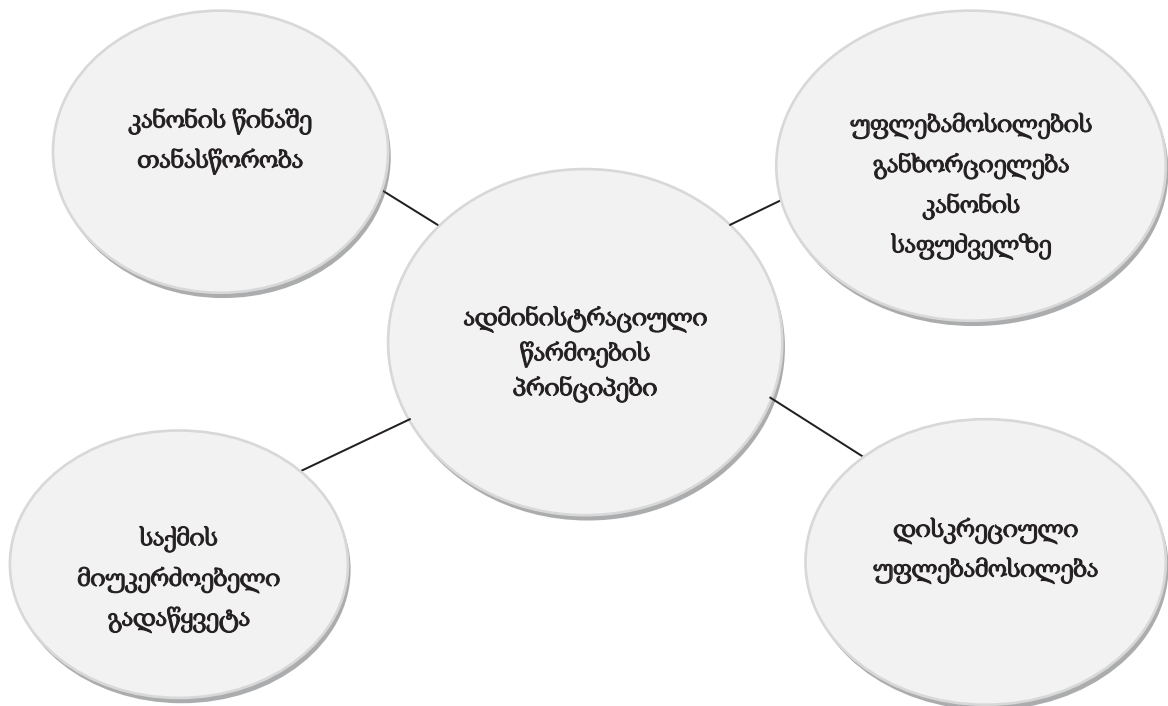 კანონის წინაშე
თანასწორობა
უფლებამოსილების
განხორციელება
კანონის
საფუძველზე
ადმინისტრაციული
წარმოების
პრინციპები
საქმის
მიუკერძოებელი
გადაწყვეტა
დისკრეციული
უფლებამოსილება